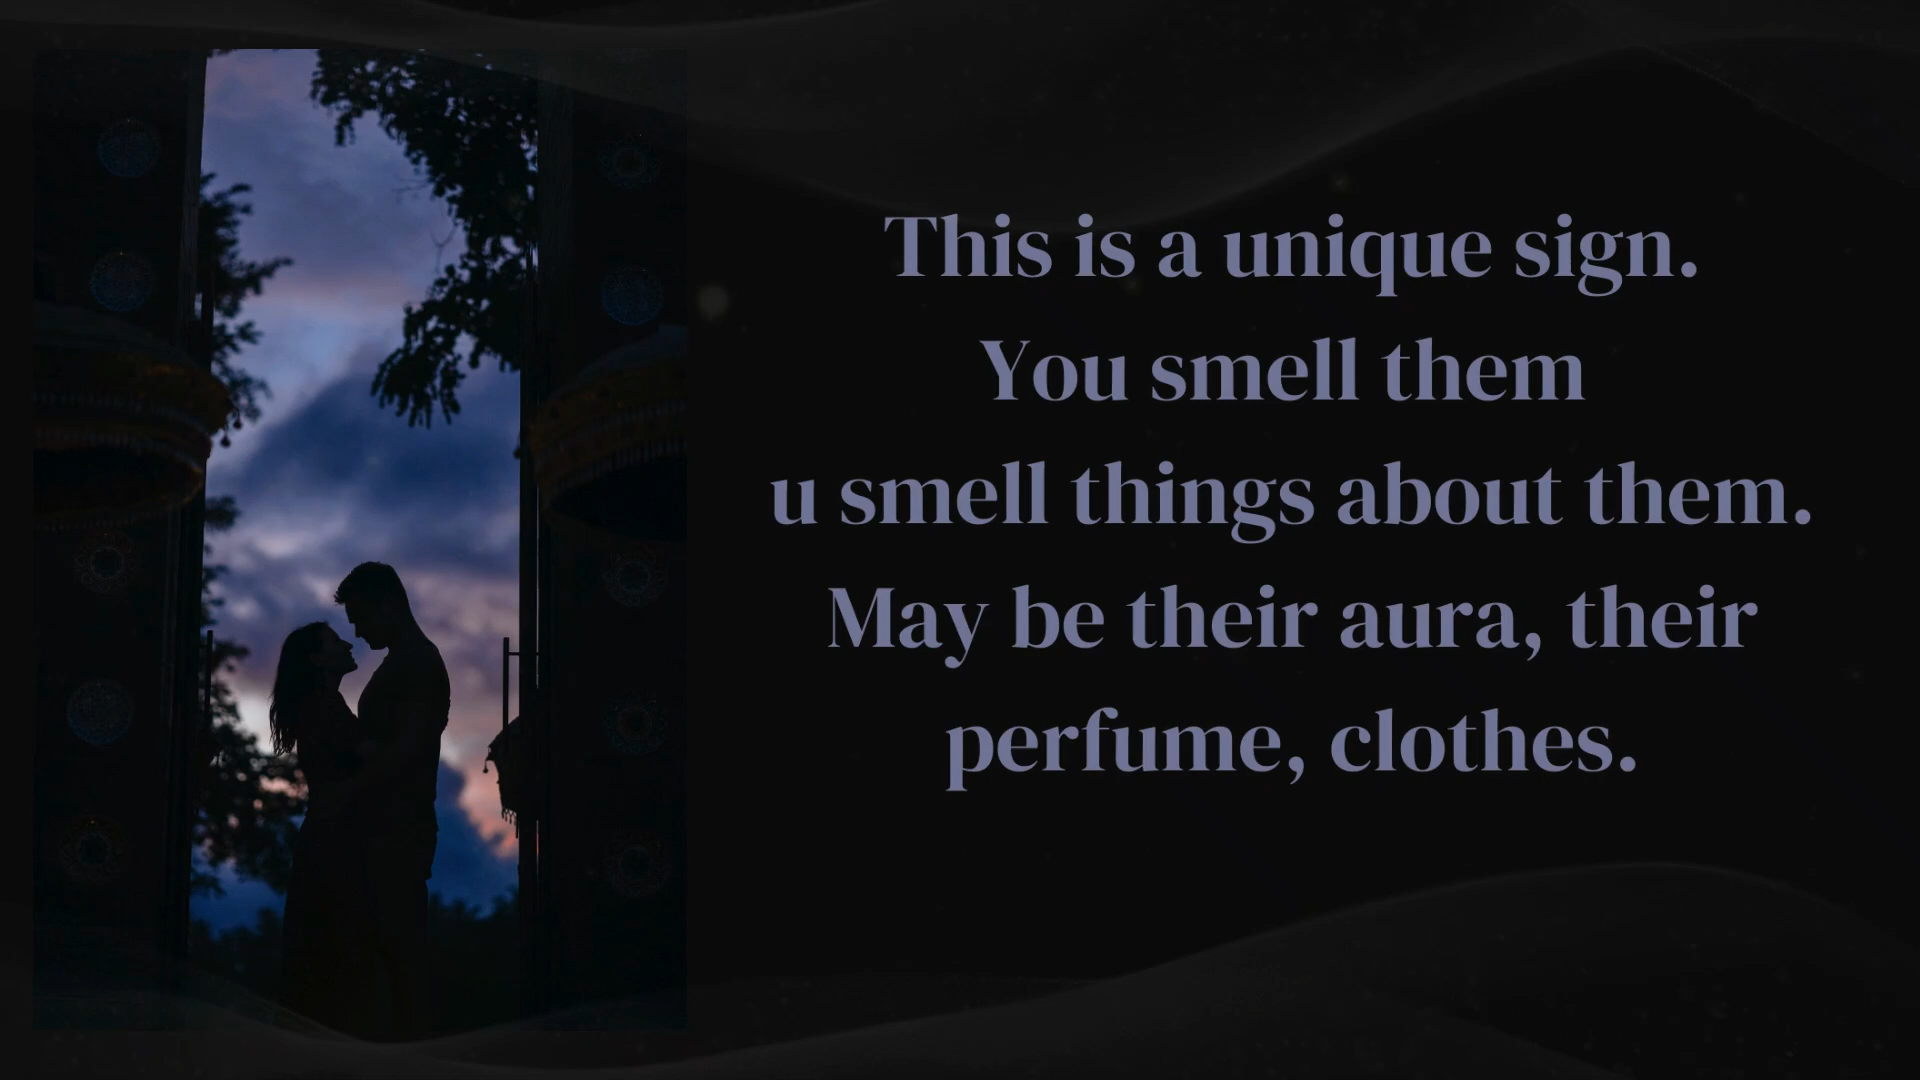 This is a unique sign.
You smell them
u smell things about them.
May be their aura, their
perfume, clothes.